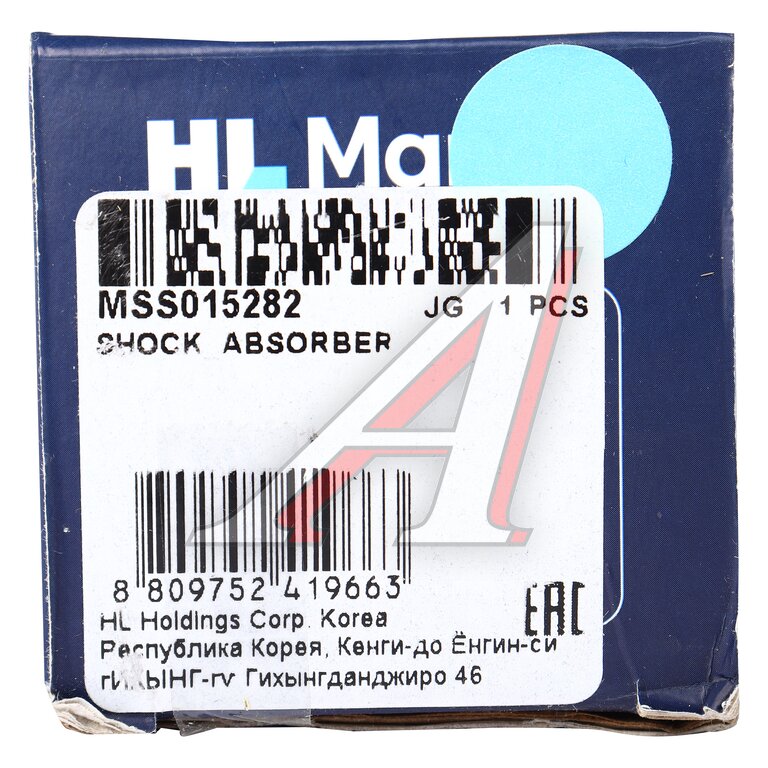 HL Man
MSS015282 JG 1 PCS
SHOCK ABSORBER
8 809752 419663
HL Holdings Corp. Korea
Республика Корея, Кенги-до Ёнгин-си
Гихынгданджиро 46
EAC